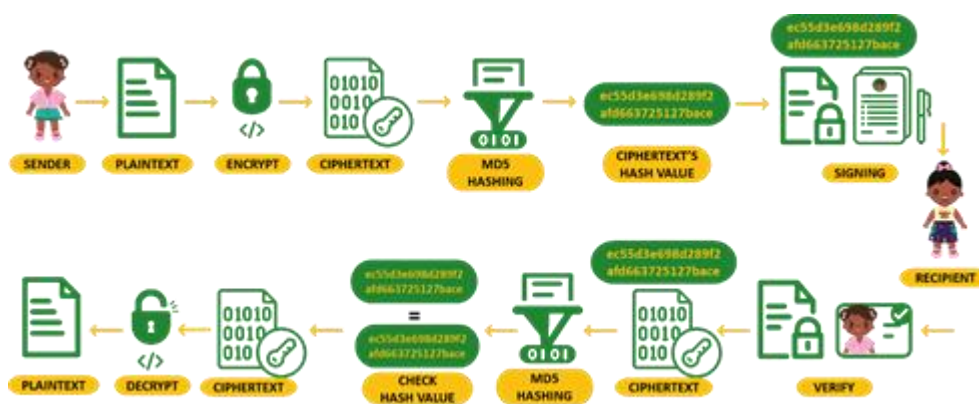 ec55d3e698d289f2
afd663725127bace
01010
0010
010
0101
ec55d3e698d289f2
afd663725127bace
SENDER
PLAINTEXT
ENCRYPT
CIPHERTEXT
MD5
HASHING
CIPHERTEXT'S
HASH VALUE
SIGNING
RECIPIENT
ec55d3e698d289f2
afd663725127bace
=
ec55d3e698d289f2
afd663725127bace
ec55d3e698d289f2
afd663725127bace
01010
0010
010
01010
0010
010
0101
PLAINTEXT
DECRYPT
CIPHERTEXT
CHECK
HASH VALUE
MD5
HASHING
CIPHERTEXT
VERIFY